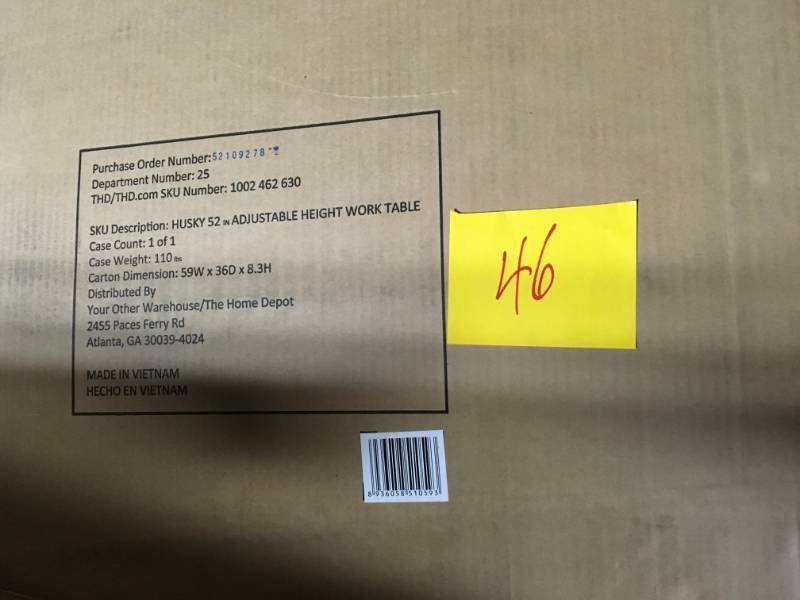 Purchase Order Number: 52109278
Department Number: 25
THD/THD.com SKU Number: 1002 462 630
SKU Description: HUSKY 52 IN ADJUSTABLE HEIGHT WORK TABLE
Case Count: 1 of 1
Case Weight: 110 lbs
Carton Dimension: 59W x 36D x 8.3H
Distributed By
Your Other Warehouse/The Home Depot
2455 Paces Ferry Rd
Atlanta, GA 30039-4024
MADE IN VIETNAM
HECHO EN VIETNAM
46
8 936058 510593